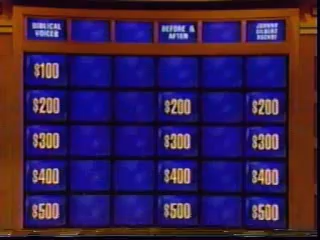 BIBLICAL
VOICES
BEFORE &
AFTER
JOHNNY
GILBERT
ROCKS!
$100
$200 $200 $200
$300 $300 $300
$400 $400 $400
$500 $500 $500